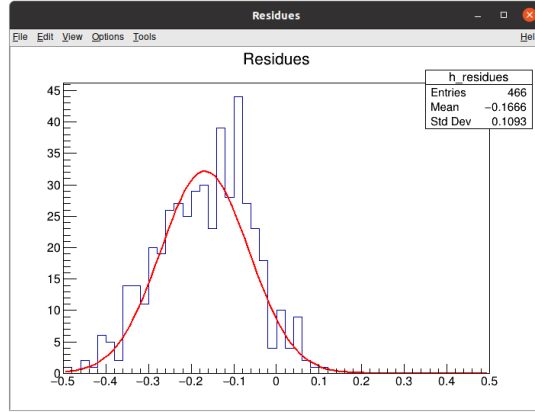 Residues
File Edit View Options Tools Hel
Residues
h_residues
Entries 466
Mean −0.1666
Std Dev 0.1093
45
40
35
30
25
20
15
10
5
0
−0.5 −0.4 −0.3 −0.2 −0.1 0 0.1 0.2 0.3 0.4 0.5